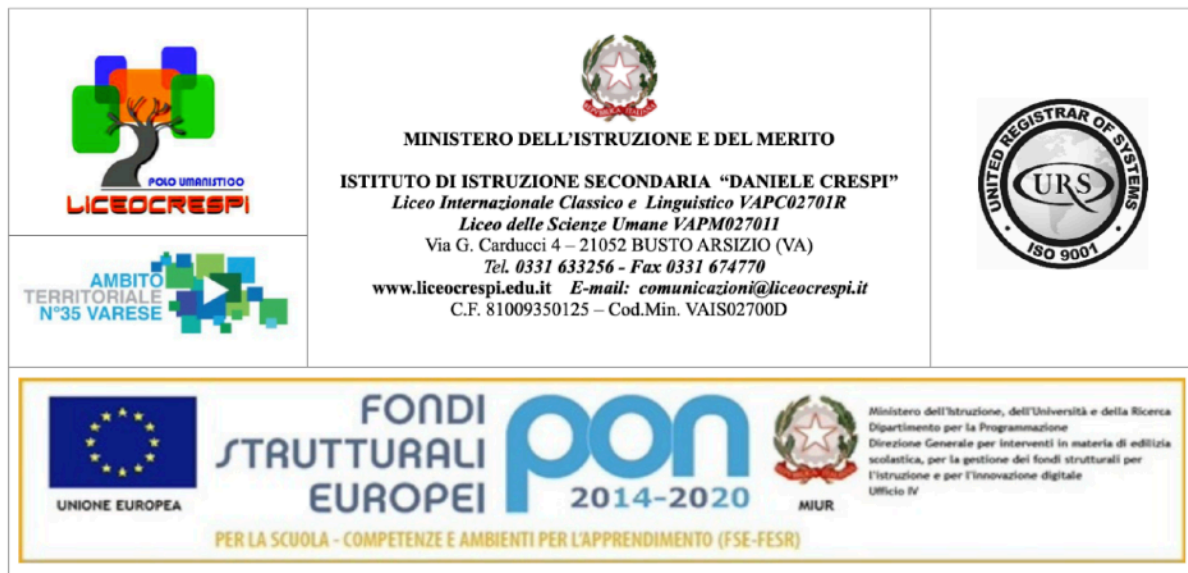 POLO UMANISTICO
LICEOCRESPI
AMBITO
TERRITORIALE
N°35 VARESE
REPVBBLICA ITALIANA
MINISTERO DELL’ISTRUZIONE E DEL MERITO
ISTITUTO DI ISTRUZIONE SECONDARIA “DANIELE CRESPI”
Liceo Internazionale Classico e Linguistico VAPC02701R
Liceo delle Scienze Umane VAPM027011
Via G. Carducci 4 – 21052 BUSTO ARSIZIO (VA)
Tel. 0331 633256 - Fax 0331 674770
www.liceocrespi.edu.it E-mail: comunicazioni@liceocrespi.it
C.F. 81009350125 – Cod.Min. VAIS02700D
UNITED REGISTRAR OF SYSTEMS
URS
ISO 9001
UNIONE EUROPEA
FONDI
STRUTTURALI
EUROPEI
pon
2014-2020
MIUR
Ministero dell'Istruzione, dell'Università e della Ricerca
Dipartimento per la Programmazione
Direzione Generale per interventi in materia di edilizia
scolastica, per la gestione dei fondi strutturali per
l'istruzione e per l'innovazione digitale
Ufficio IV
PER LA SCUOLA - COMPETENZE E AMBIENTI PER L'APPRENDIMENTO (FSE-FESR)